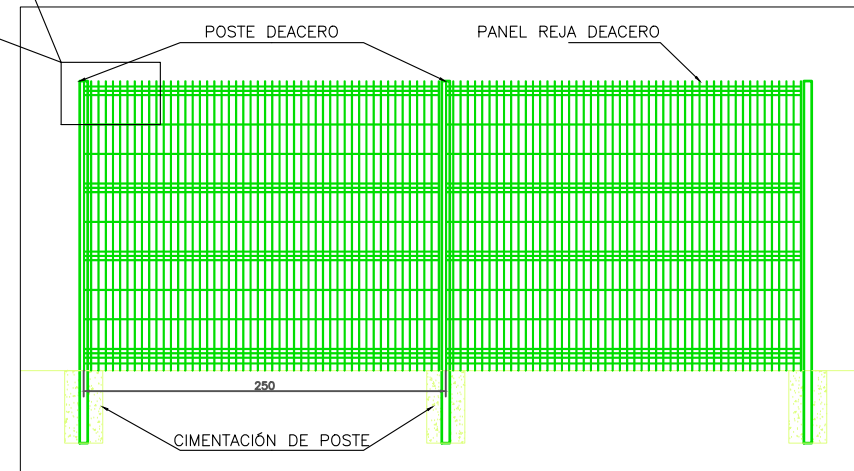 POSTE DEACERO
PANEL REJA DEACERO
250
CIMENTACIÓN DE POSTE